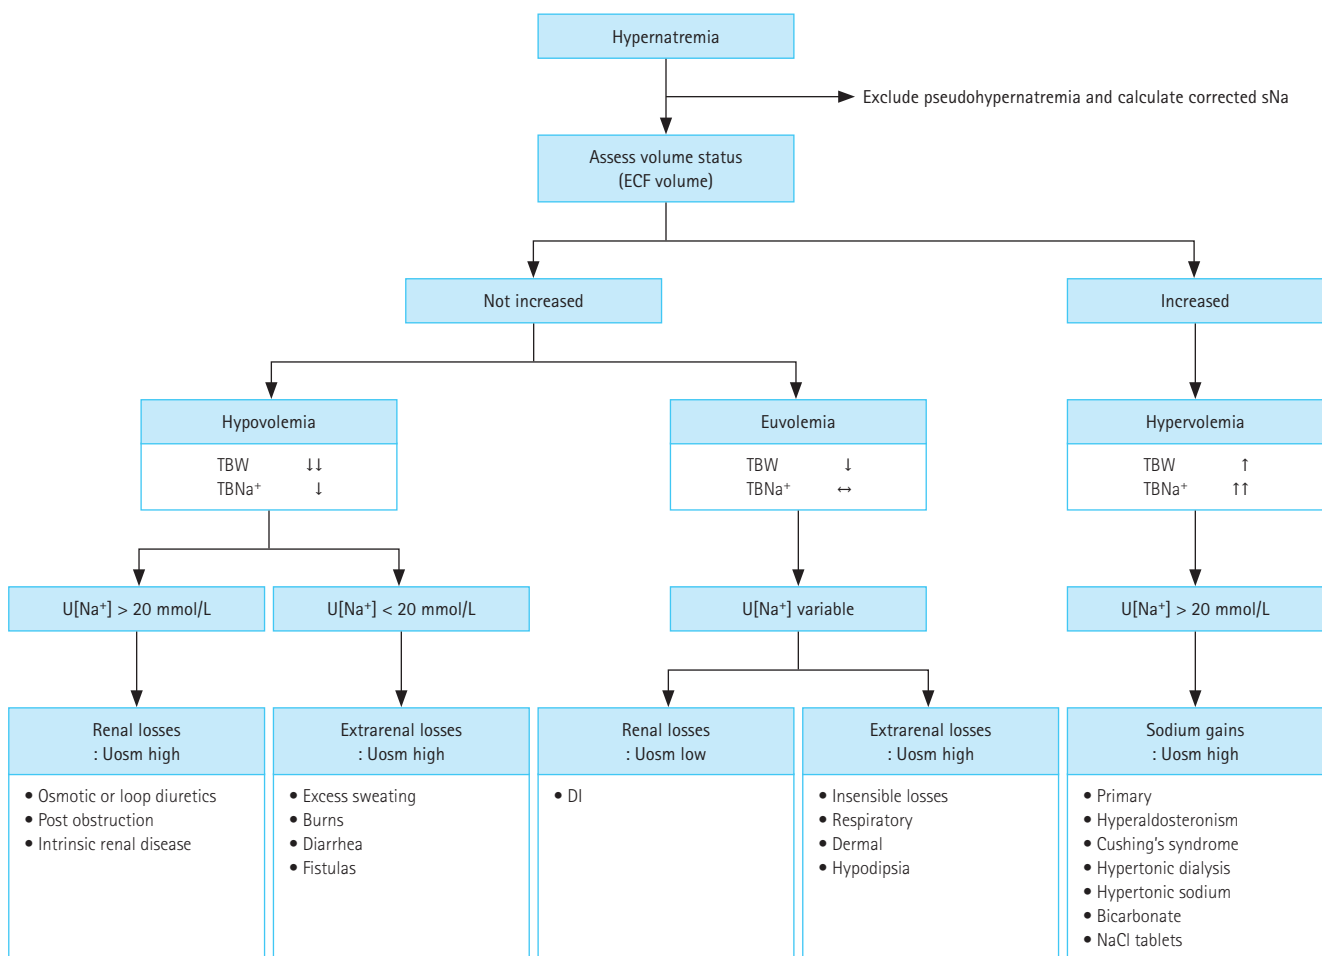 Hypernatremia
Exclude pseudohypernatremia and calculate corrected sNa
Assess volume status
(ECF volume)
Not increased
Increased
Hypovolemia
TBW ↓↓
TBNa⁺ ↓
Euvolemia
TBW ↓
TBNa⁺ ↔
Hypervolemia
TBW ↑
TBNa⁺ ↑↑
U[Na⁺] > 20 mmol/L
U[Na⁺] < 20 mmol/L
U[Na⁺] variable
U[Na⁺] > 20 mmol/L
Renal losses
: Uosm high
• Osmotic or loop diuretics
• Post obstruction
• Intrinsic renal disease
Extrarenal losses
: Uosm high
• Excess sweating
• Burns
• Diarrhea
• Fistulas
Renal losses
: Uosm low
• DI
Extrarenal losses
: Uosm high
• Insensible losses
• Respiratory
• Dermal
• Hypodipsia
Sodium gains
: Uosm high
• Primary
• Hyperaldosteronism
• Cushing's syndrome
• Hypertonic dialysis
• Hypertonic sodium
• Bicarbonate
• NaCl tablets